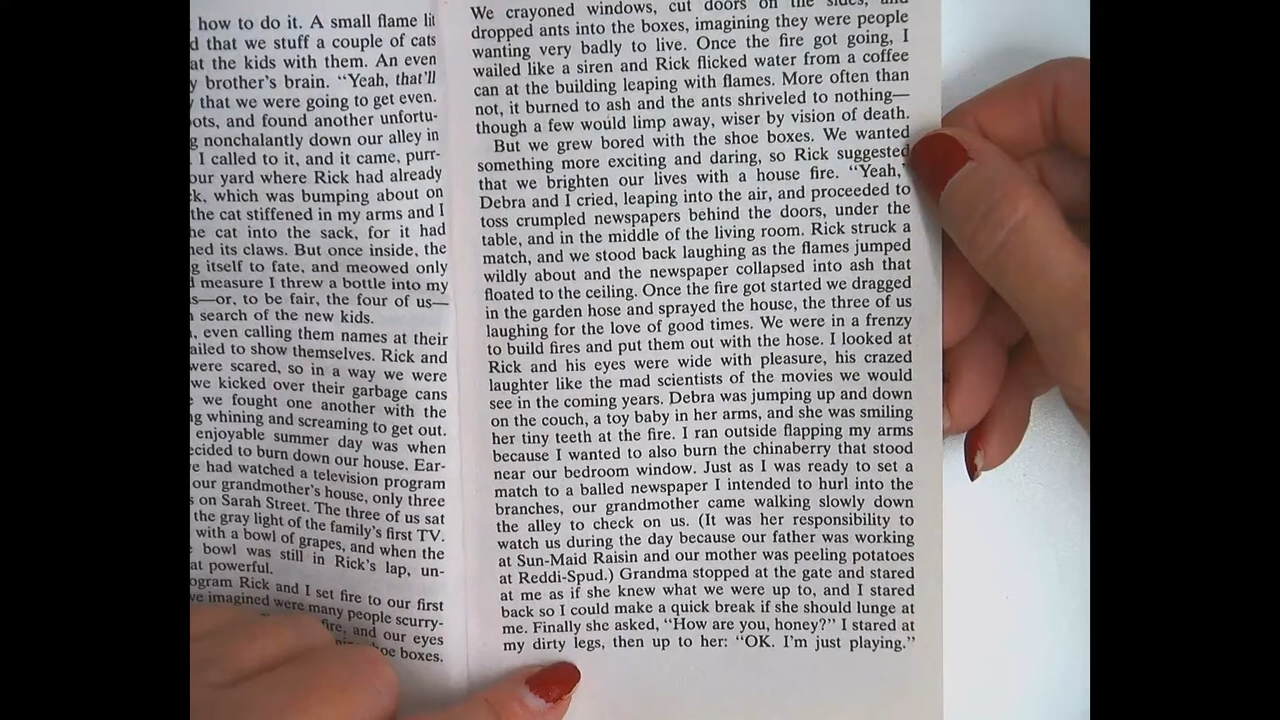 how to do it. A small flame lit
that we stuff a couple of cats
at the kids with them. An even
brother's brain. “Yeah, that'll
that we were going to get even.
and found another unfortu-
nonchalantly down our alley in
I called to it, and it came, purr-
our yard where Rick had already
which was bumping about on
the cat stiffened in my arms and I
the cat into the sack, for it had
its claws. But once inside, the
itself to fate, and meowed only
measure I threw a bottle into my
or, to be fair, the four of us—
search of the new kids.
even calling them names at their
failed to show themselves. Rick and
were scared, so in a way we were
we kicked over their garbage cans
we fought one another with the
whining and screaming to get out.
enjoyable summer day was when
decided to burn down our house. Ear-
had watched a television program
our grandmother's house, only three
on Sarah Street. The three of us sat
the gray light of the family's first TV.
with a bowl of grapes, and when the
bowl was still in Rick's lap, un-
powerful.
Rick and I set fire to our first
we imagined were many people scurry-
fire, and our eyes
boxes.
We crayoned windows, cut doors on the sides, and
dropped ants into the boxes, imagining they were people
wanting very badly to live. Once the fire got going, I
wailed like a siren and Rick flicked water from a coffee
can at the building leaping with flames. More often than
not, it burned to ash and the ants shriveled to nothing—
though a few would limp away, wiser by vision of death.
But we grew bored with the shoe boxes. We wanted
something more exciting and daring, so Rick suggested
that we brighten our lives with a house fire. “Yeah,”
Debra and I cried, leaping into the air, and proceeded to
toss crumpled newspapers behind the doors, under the
table, and in the middle of the living room. Rick struck a
match, and we stood back laughing as the flames jumped
wildly about and the newspaper collapsed into ash that
floated to the ceiling. Once the fire got started we dragged
in the garden hose and sprayed the house, the three of us
laughing for the love of good times. We were in a frenzy
to build fires and put them out with the hose. I looked at
Rick and his eyes were wide with pleasure, his crazed
laughter like the mad scientists of the movies we would
see in the coming years. Debra was jumping up and down
on the couch, a toy baby in her arms, and she was smiling
her tiny teeth at the fire. I ran outside flapping my arms
because I wanted to also burn the chinaberry that stood
near our bedroom window. Just as I was ready to set a
match to a balled newspaper I intended to hurl into the
branches, our grandmother came walking slowly down
the alley to check on us. (It was her responsibility to
watch us during the day because our father was working
at Sun-Maid Raisin and our mother was peeling potatoes
at Reddi-Spud.) Grandma stopped at the gate and stared
at me as if she knew what we were up to, and I stared
back so I could make a quick break if she should lunge at
me. Finally she asked, “How are you, honey?” I stared at
my dirty legs, then up to her: “OK. I'm just playing.”